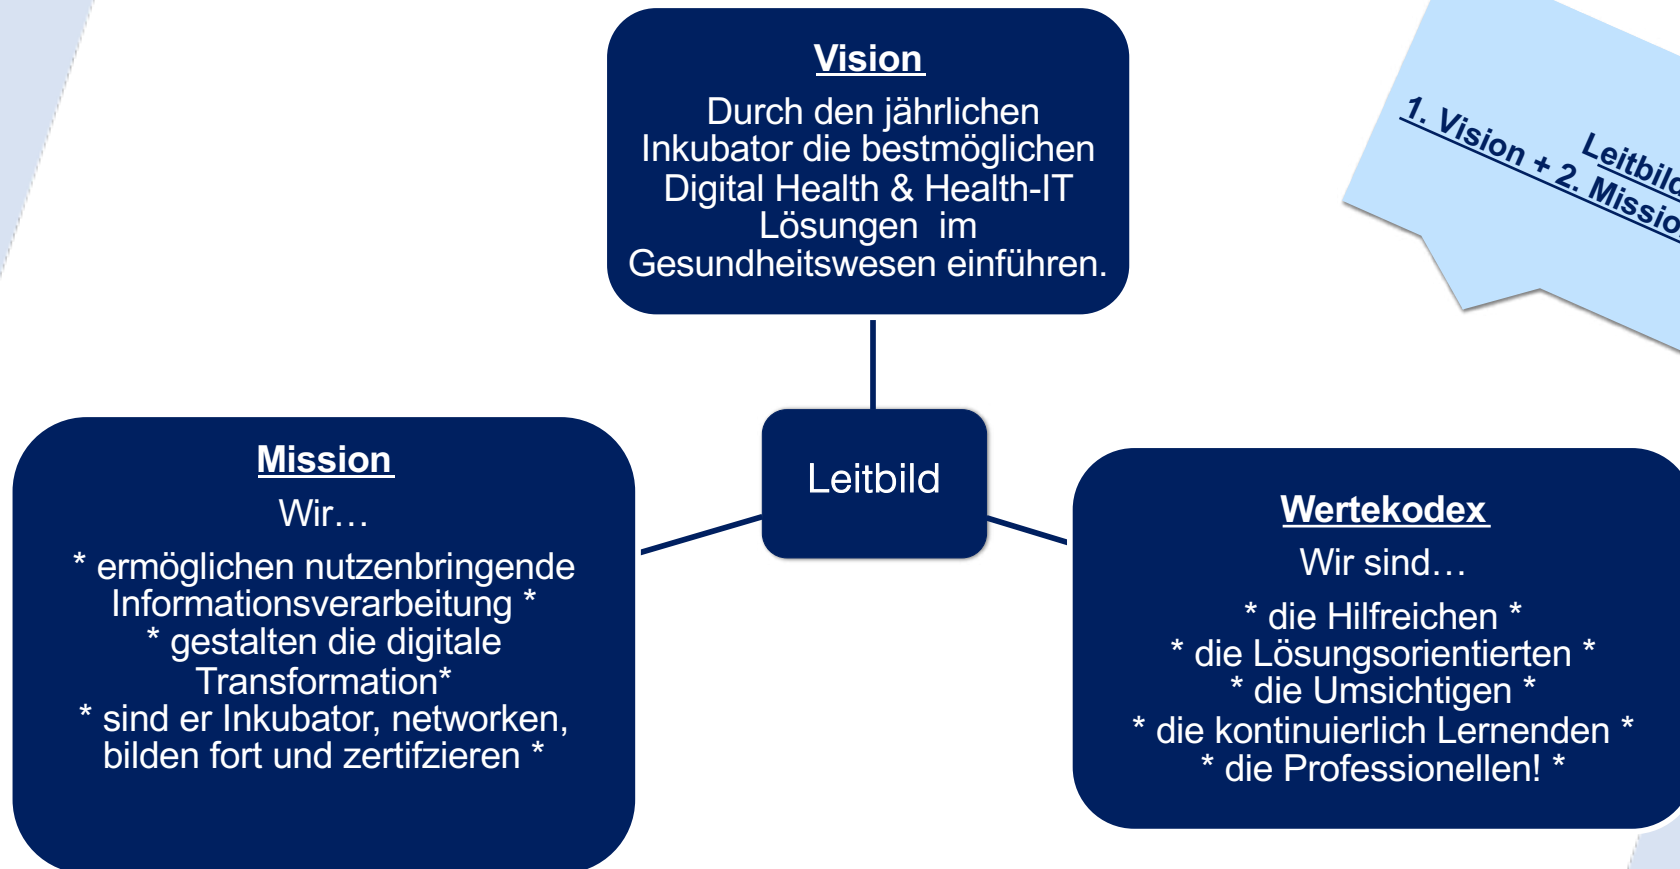 Vision
Durch den jährlichen
Inkubator die bestmöglichen
Digital Health & Health-IT
Lösungen im
Gesundheitswesen einführen.
Leitbild
1. Vision + 2. Mission
Leitbild
Mission
Wir…
* ermöglichen nutzenbringende
Informationsverarbeitung *
* gestalten die digitale
Transformation*
* sind er Inkubator, networken,
bilden fort und zertifzieren *
Wertekodex
Wir sind…
* die Hilfreichen *
* die Lösungsorientierten *
* die Umsichtigen *
* die kontinuierlich Lernenden *
* die Professionellen! *